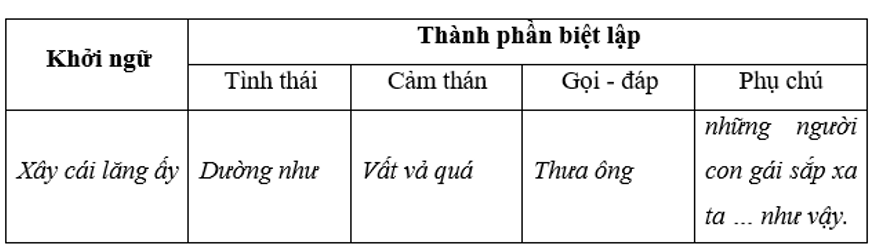 Khởi ngữ
Thành phần biệt lập
Tình thái
Cảm thán
Gọi - đáp
Phụ chú
Xây cái lăng ấy
Dường như
Vất vả quá
Thưa ông
những người
con gái sắp xa
ta ... như vậy.